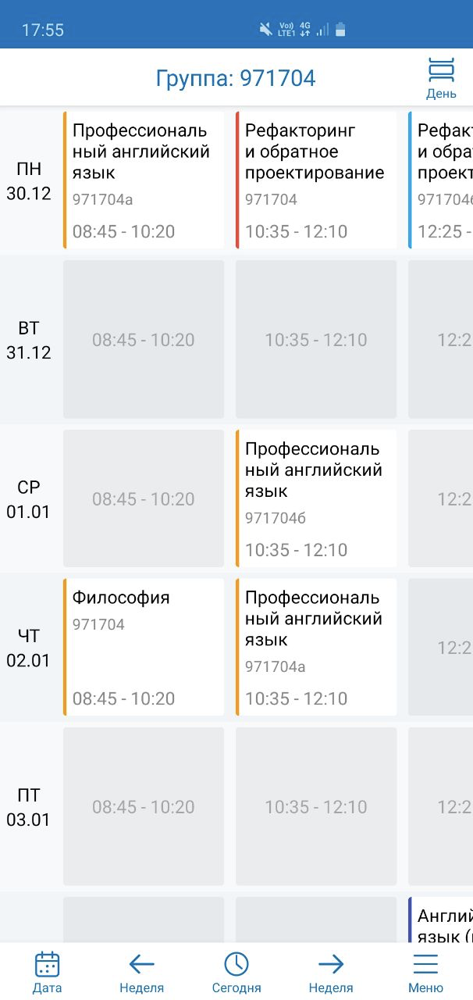 17:55
Vo)) 4G
LTE1
Группа: 971704
День
ПН
30.12
Профессиональ
ный английский
язык
971704а
08:45 - 10:20
Рефакторинг
и обратное
проектирование
971704
10:35 - 12:10
Рефак
и обра
проект
971704
12:25 -
ВТ
31.12
08:45 - 10:20
10:35 - 12:10
12:2
СР
01.01
08:45 - 10:20
Профессиональ
ный английский
язык
971704б
10:35 - 12:10
12:2
ЧТ
02.01
Философия
971704
08:45 - 10:20
Профессиональ
ный английский
язык
971704а
10:35 - 12:10
12:2
ПТ
03.01
08:45 - 10:20
10:35 - 12:10
12:2
Англий
язык (
Дата
Неделя
Сегодня
Неделя
Меню